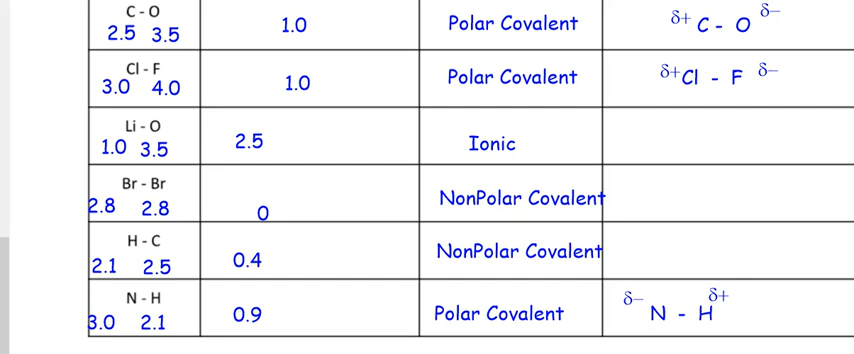 C - O
2.5 3.5
1.0
Polar Covalent
δ+ C - O δ−
Cl - F
3.0 4.0
1.0
Polar Covalent
δ+ Cl - F δ−
Li - O
1.0 3.5
2.5
Ionic
Br - Br
2.8 2.8
0
NonPolar Covalent
H - C
2.1 2.5
0.4
NonPolar Covalent
N - H
3.0 2.1
0.9
Polar Covalent
δ− N - H δ+